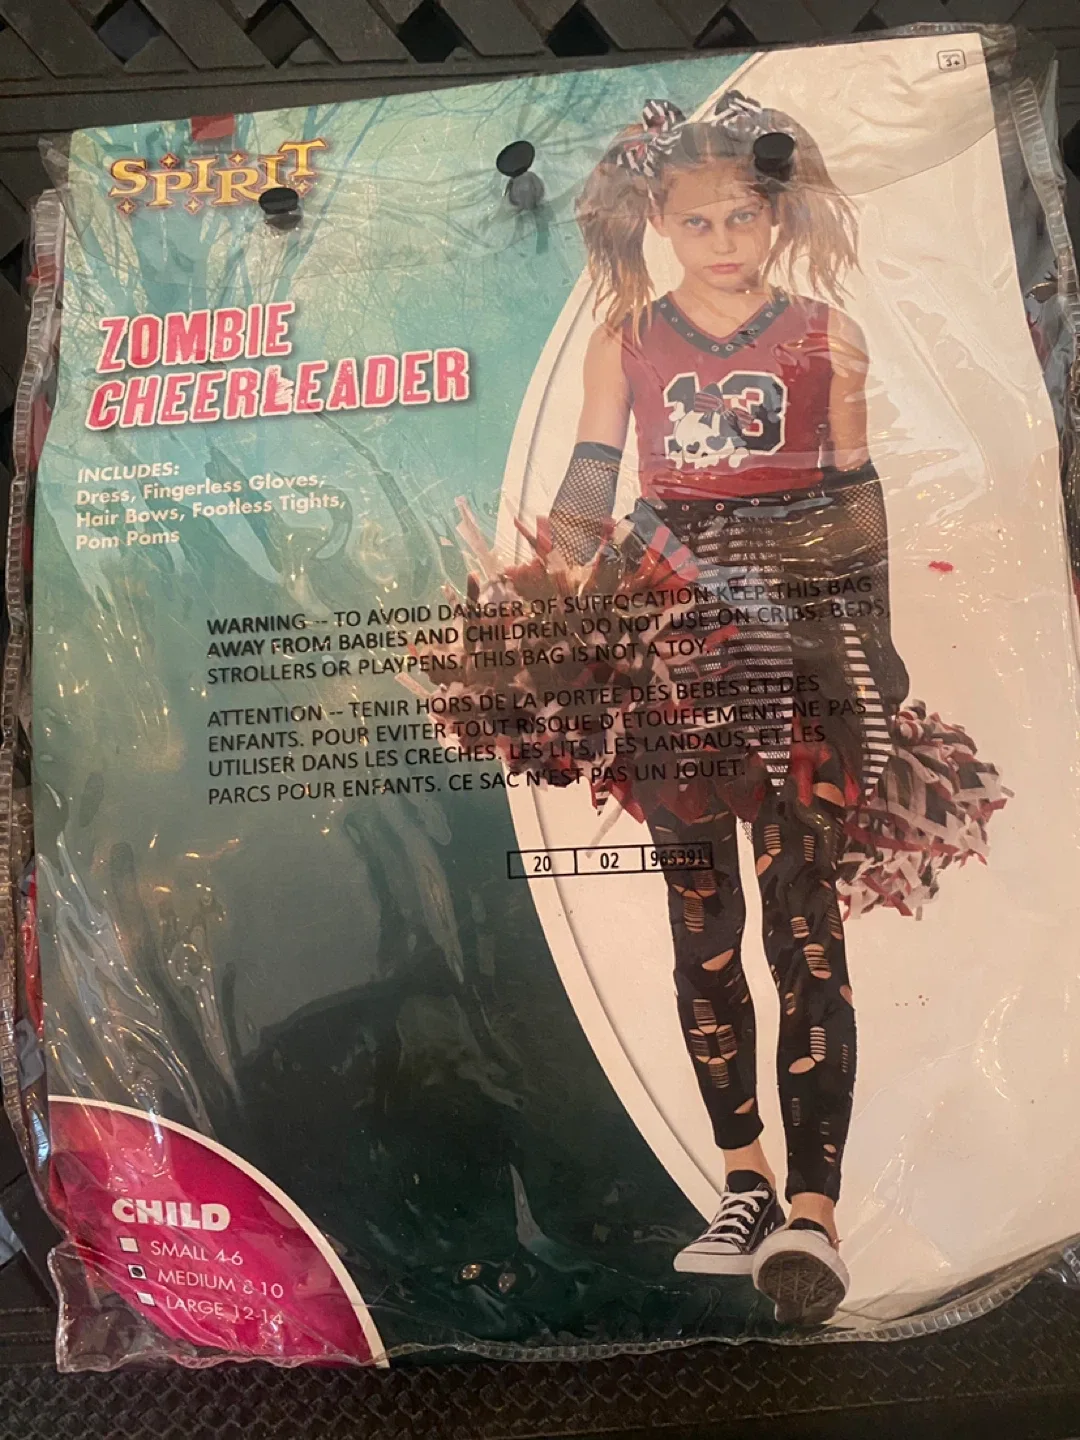 3+
SPIRIT
ZOMBIE
CHEERLEADER
INCLUDES:
Dress, Fingerless Gloves,
Hair Bows, Footless Tights,
Pom Poms
13
WARNING -- TO AVOID DANGER OF SUFFOCATION KEEP THIS BAG
AWAY FROM BABIES AND CHILDREN. DO NOT USE ON CRIBS, BEDS,
STROLLERS OR PLAYPENS. THIS BAG IS NOT A TOY.
ATTENTION -- TENIR HORS DE LA PORTEE DES BEBES ET DES
ENFANTS. POUR EVITER TOUT RISQUE D'ETOUFFEMENT, NE PAS
UTILISER DANS LES CRECHES, LES LITS, LES LANDAUS, ET LES
PARCS POUR ENFANTS. CE SAC N'EST PAS UN JOUET.
20 02 965391
CHILD
SMALL 4-6
MEDIUM 8-10
LARGE 12-14